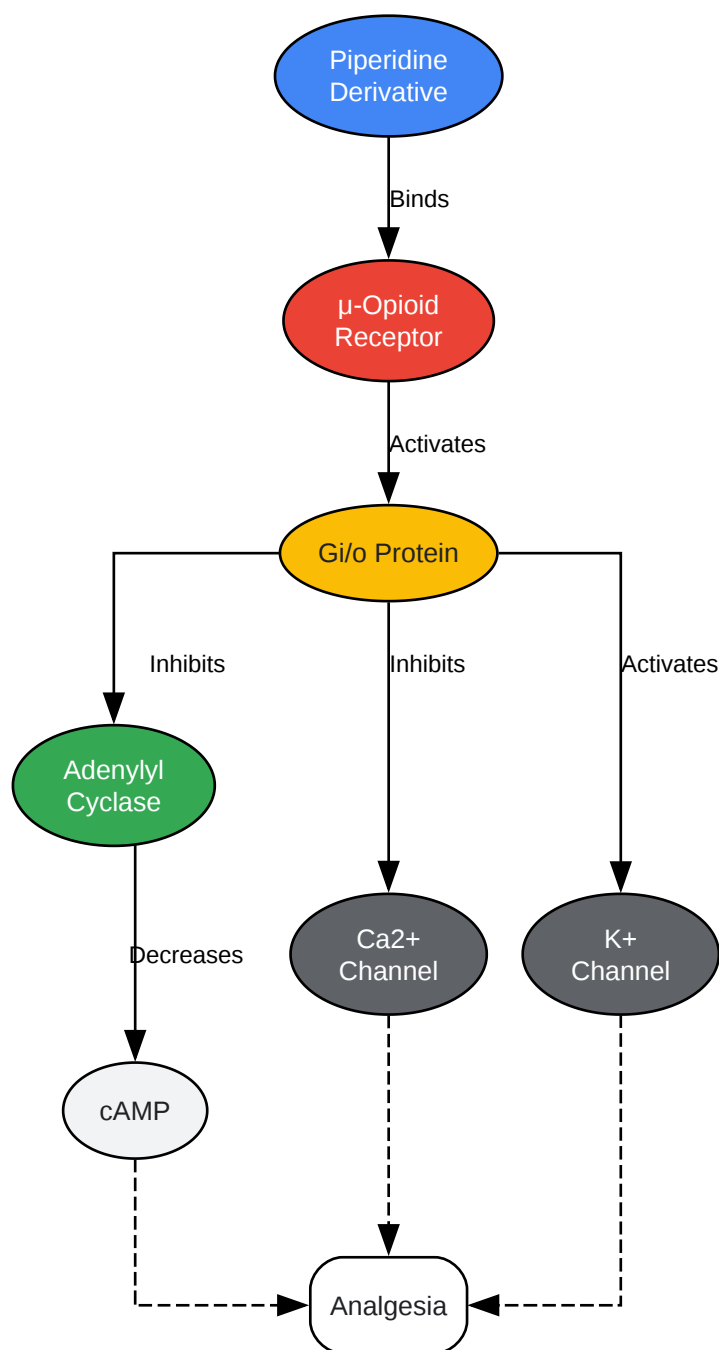 Piperidine
Derivative
Binds
μ-Opioid
Receptor
Activates
Gi/o Protein
Inhibits
Inhibits
Activates
Adenylyl
Cyclase
Ca2+
Channel
K+
Channel
Decreases
cAMP
Analgesia